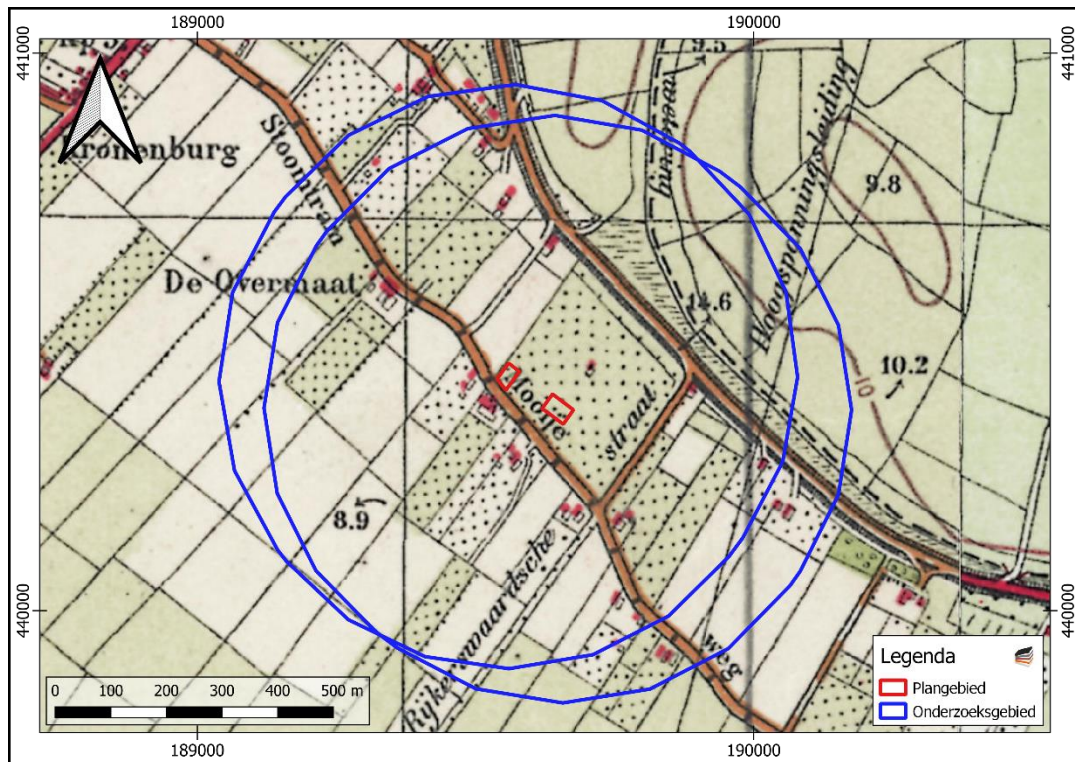 189000
190000
441000
441000
9.5
Kronenburg
Stoomtram
Hoogspanningsleiding
9.8
De Overmaat
14.6
10.2
10
straat
8.9
Rijkerswaardsche
weg
440000
440000
0 100 200 300 400 500 m
Legenda
Plangebied
Onderzoeksgebied
189000
190000